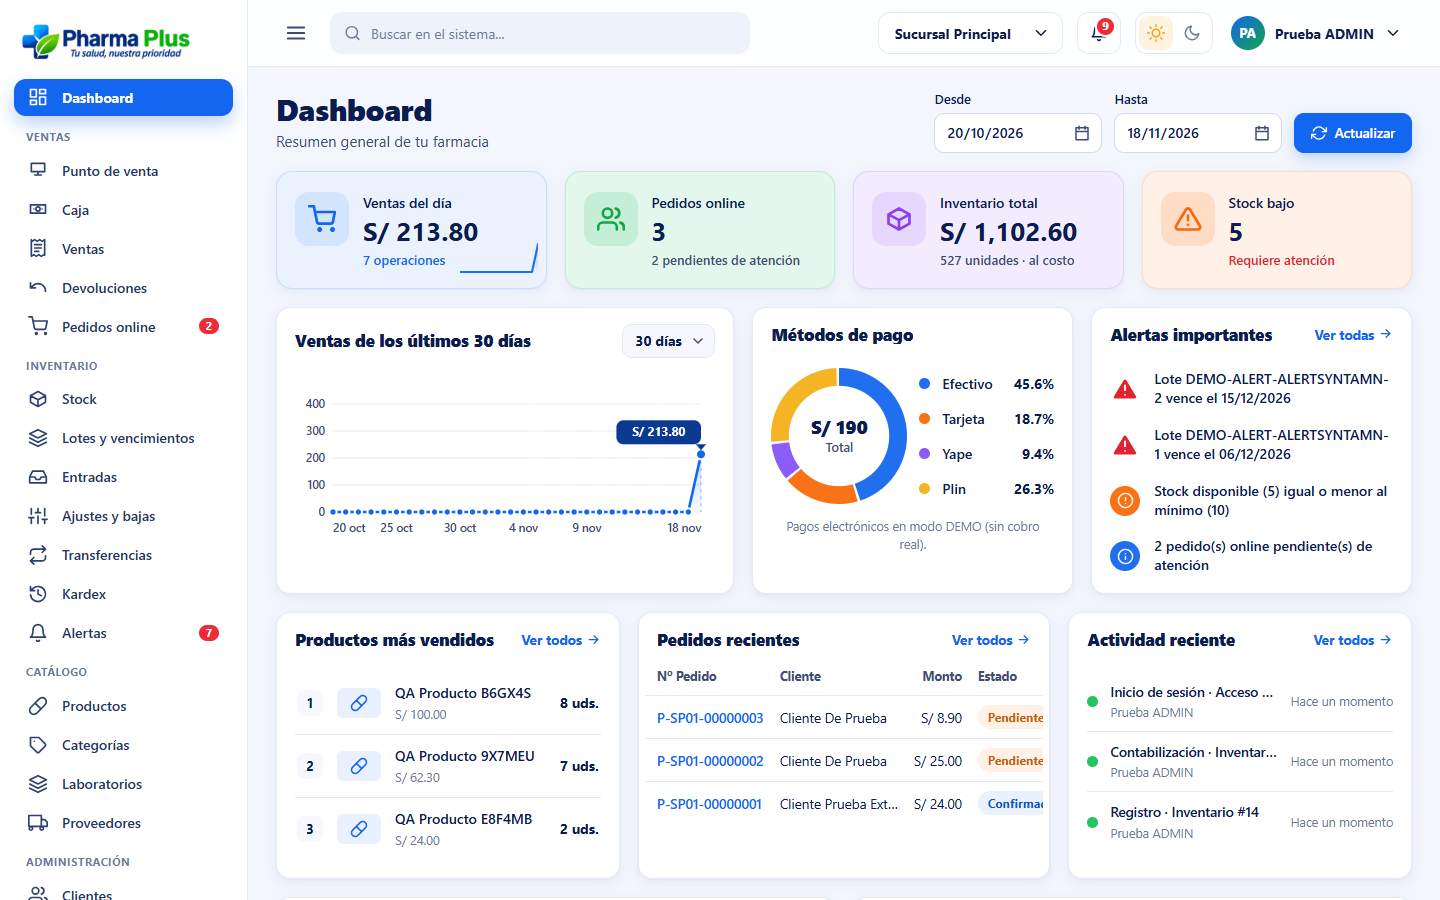 Pharma Plus
Tu salud, nuestra prioridad
Buscar en el sistema...
Sucursal Principal
9
PA
Prueba ADMIN
Dashboard
VENTAS
Punto de venta
Caja
Ventas
Devoluciones
Pedidos online
2
INVENTARIO
Stock
Lotes y vencimientos
Entradas
Ajustes y bajas
Transferencias
Kardex
Alertas
7
CATÁLOGO
Productos
Categorías
Laboratorios
Proveedores
ADMINISTRACIÓN
Clientes
Dashboard
Resumen general de tu farmacia
Desde
20/10/2026
Hasta
18/11/2026
Actualizar
Ventas del día
S/ 213.80
7 operaciones
Pedidos online
3
2 pendientes de atención
Inventario total
S/ 1,102.60
527 unidades · al costo
Stock bajo
5
Requiere atención
Ventas de los últimos 30 días
30 días
400
300
200
100
0
S/ 213.80
20 oct
25 oct
30 oct
4 nov
9 nov
18 nov
Métodos de pago
S/ 190
Total
Efectivo 45.6%
Tarjeta 18.7%
Yape 9.4%
Plin 26.3%
Pagos electrónicos en modo DEMO (sin cobro
real).
Alertas importantes
Ver todas
Lote DEMO-ALERT-ALERTSYNTAMN-
2 vence el 15/12/2026
Lote DEMO-ALERT-ALERTSYNTAMN-
1 vence el 06/12/2026
Stock disponible (5) igual o menor al
mínimo (10)
2 pedido(s) online pendiente(s) de
atención
Productos más vendidos
Ver todos
1
QA Producto B6GX4S
S/ 100.00
8 uds.
2
QA Producto 9X7MEU
S/ 62.30
7 uds.
3
QA Producto E8F4MB
S/ 24.00
2 uds.
Pedidos recientes
Ver todos
Nº Pedido Cliente Monto Estado
P-SP01-00000003 Cliente De Prueba S/ 8.90 Pendiente
P-SP01-00000002 Cliente De Prueba S/ 25.00 Pendiente
P-SP01-00000001 Cliente Prueba Ext... S/ 24.00 Confirmad
Actividad reciente
Ver todos
Inicio de sesión · Acceso ...
Prueba ADMIN
Hace un momento
Contabilización · Inventar...
Prueba ADMIN
Hace un momento
Registro · Inventario #14
Prueba ADMIN
Hace un momento